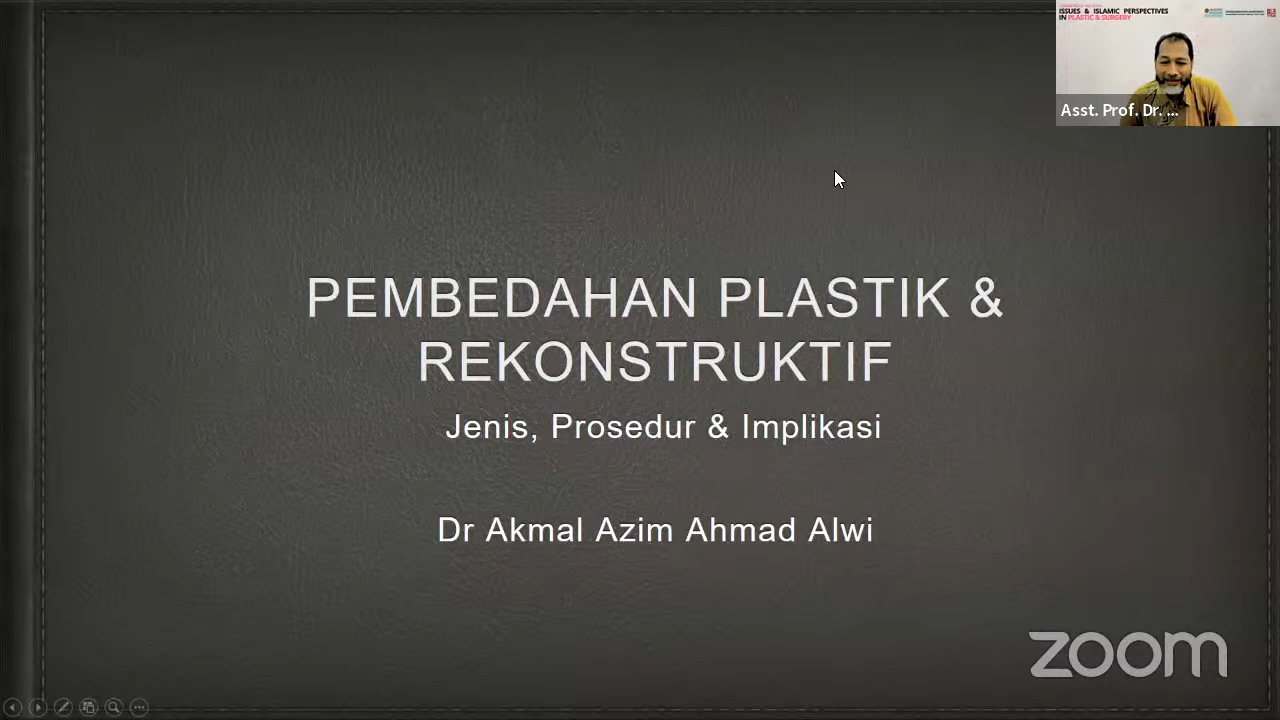 ISSUES & ISLAMIC PERSPECTIVES
IN PLASTIC & SURGERY
Asst. Prof. Dr. ...
PEMBEDAHAN PLASTIK &
REKONSTRUKTIF
Jenis, Prosedur & Implikasi
Dr Akmal Azim Ahmad Alwi
zoom